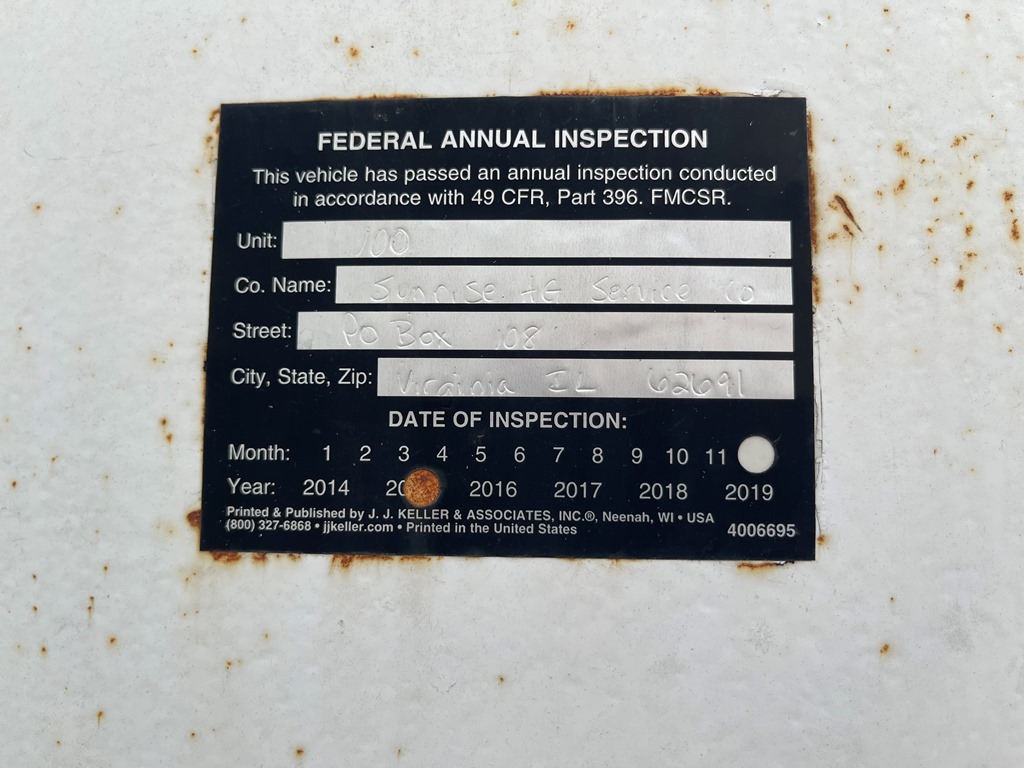 FEDERAL ANNUAL INSPECTION
This vehicle has passed an annual inspection conducted
in accordance with 49 CFR, Part 396. FMCSR.
Unit: 100
Co. Name: Sunrise AG Service Co
Street: PO Box 108
City, State, Zip: Virginia IL 62691
DATE OF INSPECTION:
Month: 1 2 3 4 5 6 7 8 9 10 11
Year: 2014 20 2016 2017 2018 2019
Printed & Published by J. J. KELLER & ASSOCIATES, INC.®, Neenah, WI • USA
(800) 327-6868 • jjkeller.com • Printed in the United States 4006695